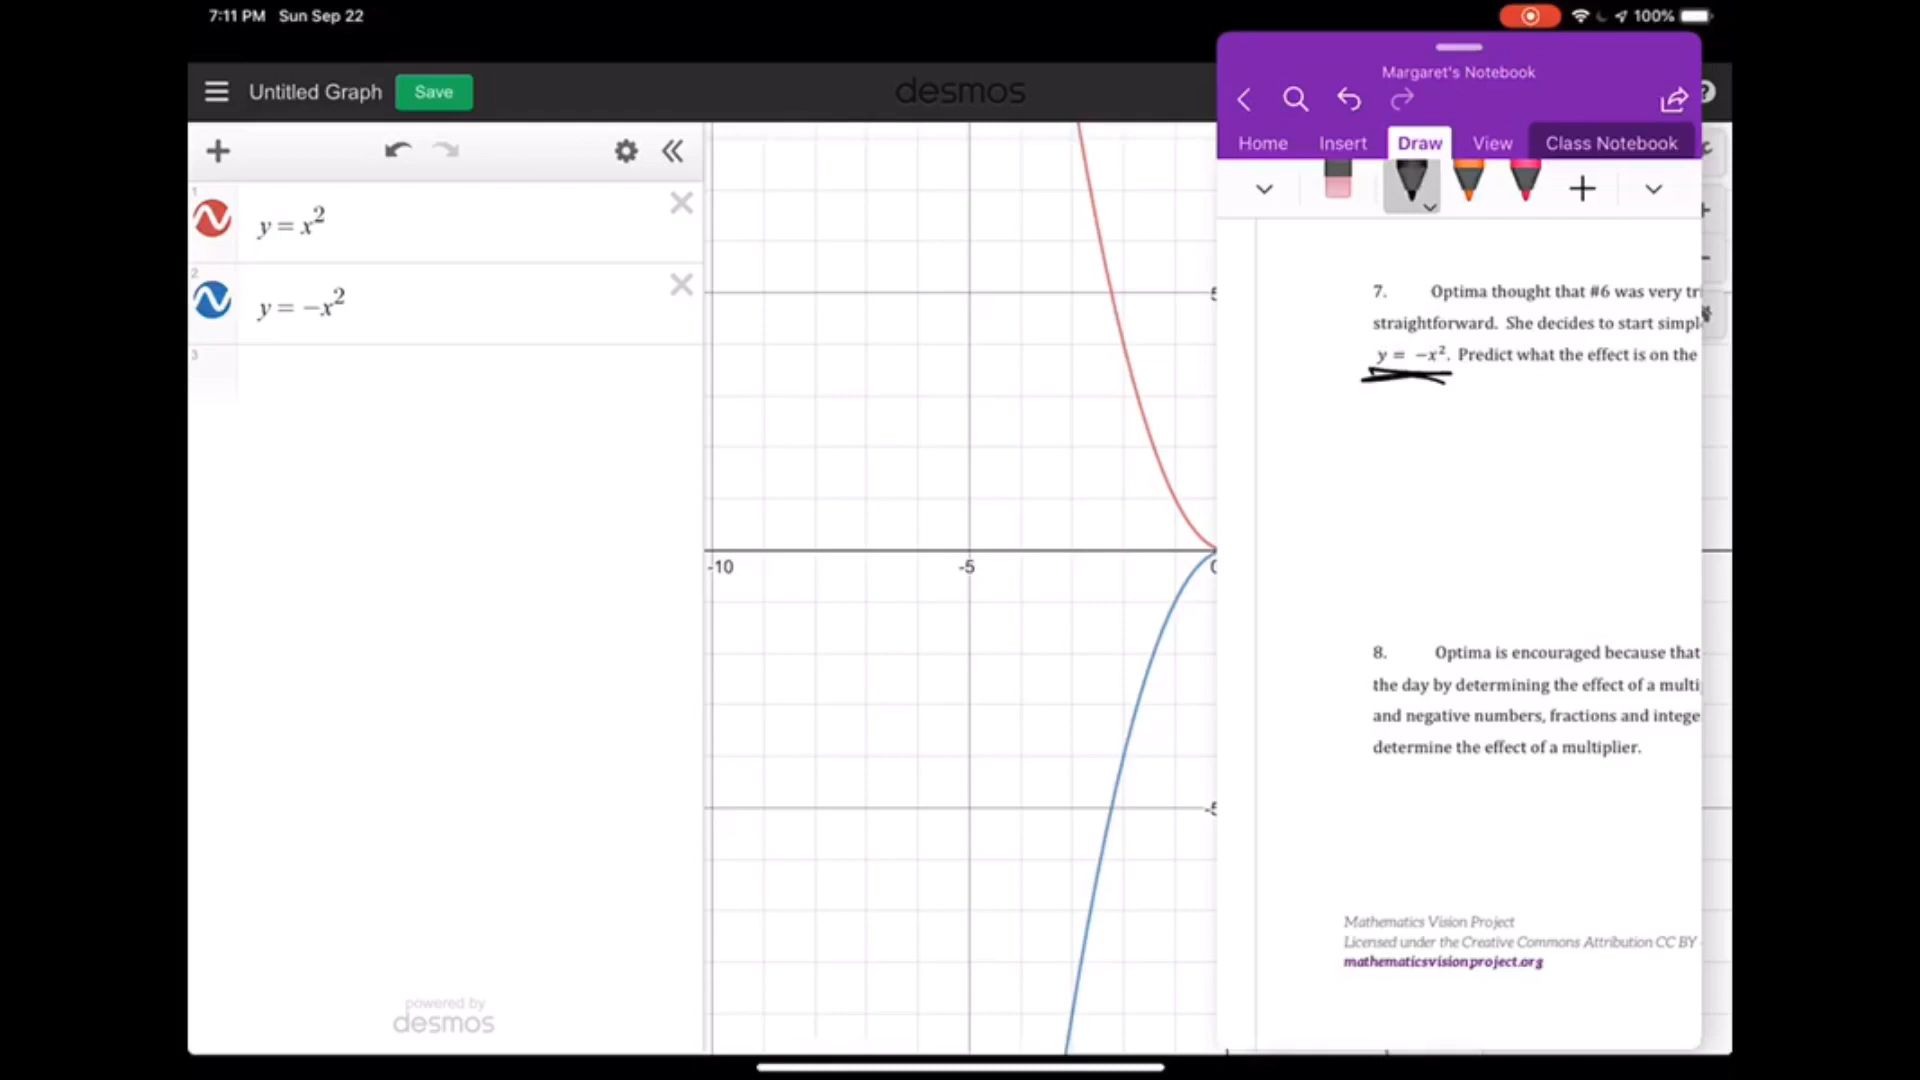 7:11 PM Sun Sep 22
100%
Untitled Graph Save
desmos
1
y = x²
2
y = −x²
3
powered by
desmos
-10 -5
Margaret's Notebook
Home Insert Draw View Class Notebook
7. Optima thought that #6 was very
straightforward. She decides to start
y = −x². Predict what the effect is on the
8. Optima is encouraged because that
the day by determining the effect of a
and negative numbers, fractions and
determine the effect of a multiplier.
Mathematics Vision Project
Licensed under the Creative Commons Attribution CC BY
mathematicsvisionproject.org